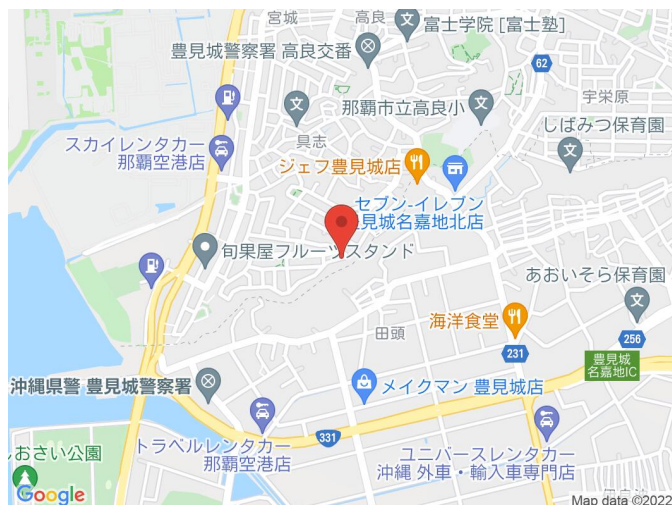 宮城
高良
富士学院 [富士塾]
豊見城警察署 高良交番
62
宇栄原
那覇市立高良小
しばみつ保育園
具志
スカイレンタカー
那覇空港店
ジェフ豊見城店
セブン-イレブン
豊見城名嘉地北店
旬果屋フルーツスタンド
あおいそら保育園
海洋食堂
田頭
256
231
豊見城
名嘉地IC
沖縄県警 豊見城警察署
メイクマン 豊見城店
トラベルレンタカー
那覇空港店
331
ユニバースレンタカー
沖縄 外車・輸入車専門店
しおさい公園
Google
Map data ©2022